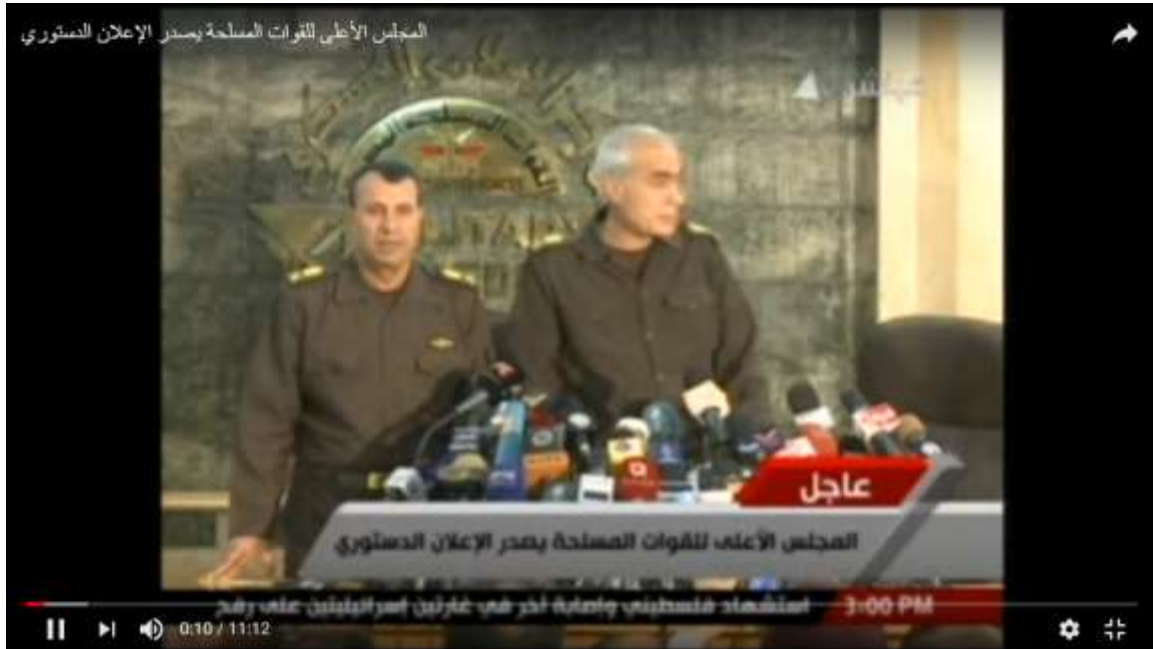 المجلس الأعلى للقوات المسلحة يصدر الإعلان الدستوري
مباشر
عاجل
المجلس الأعلى للقوات المسلحة يصدر الإعلان الدستوري
3:00 PM استشهاد فلسطيني وإصابة آخر في غارتين إسرائيليتين على رفح
0:10 / 11:12